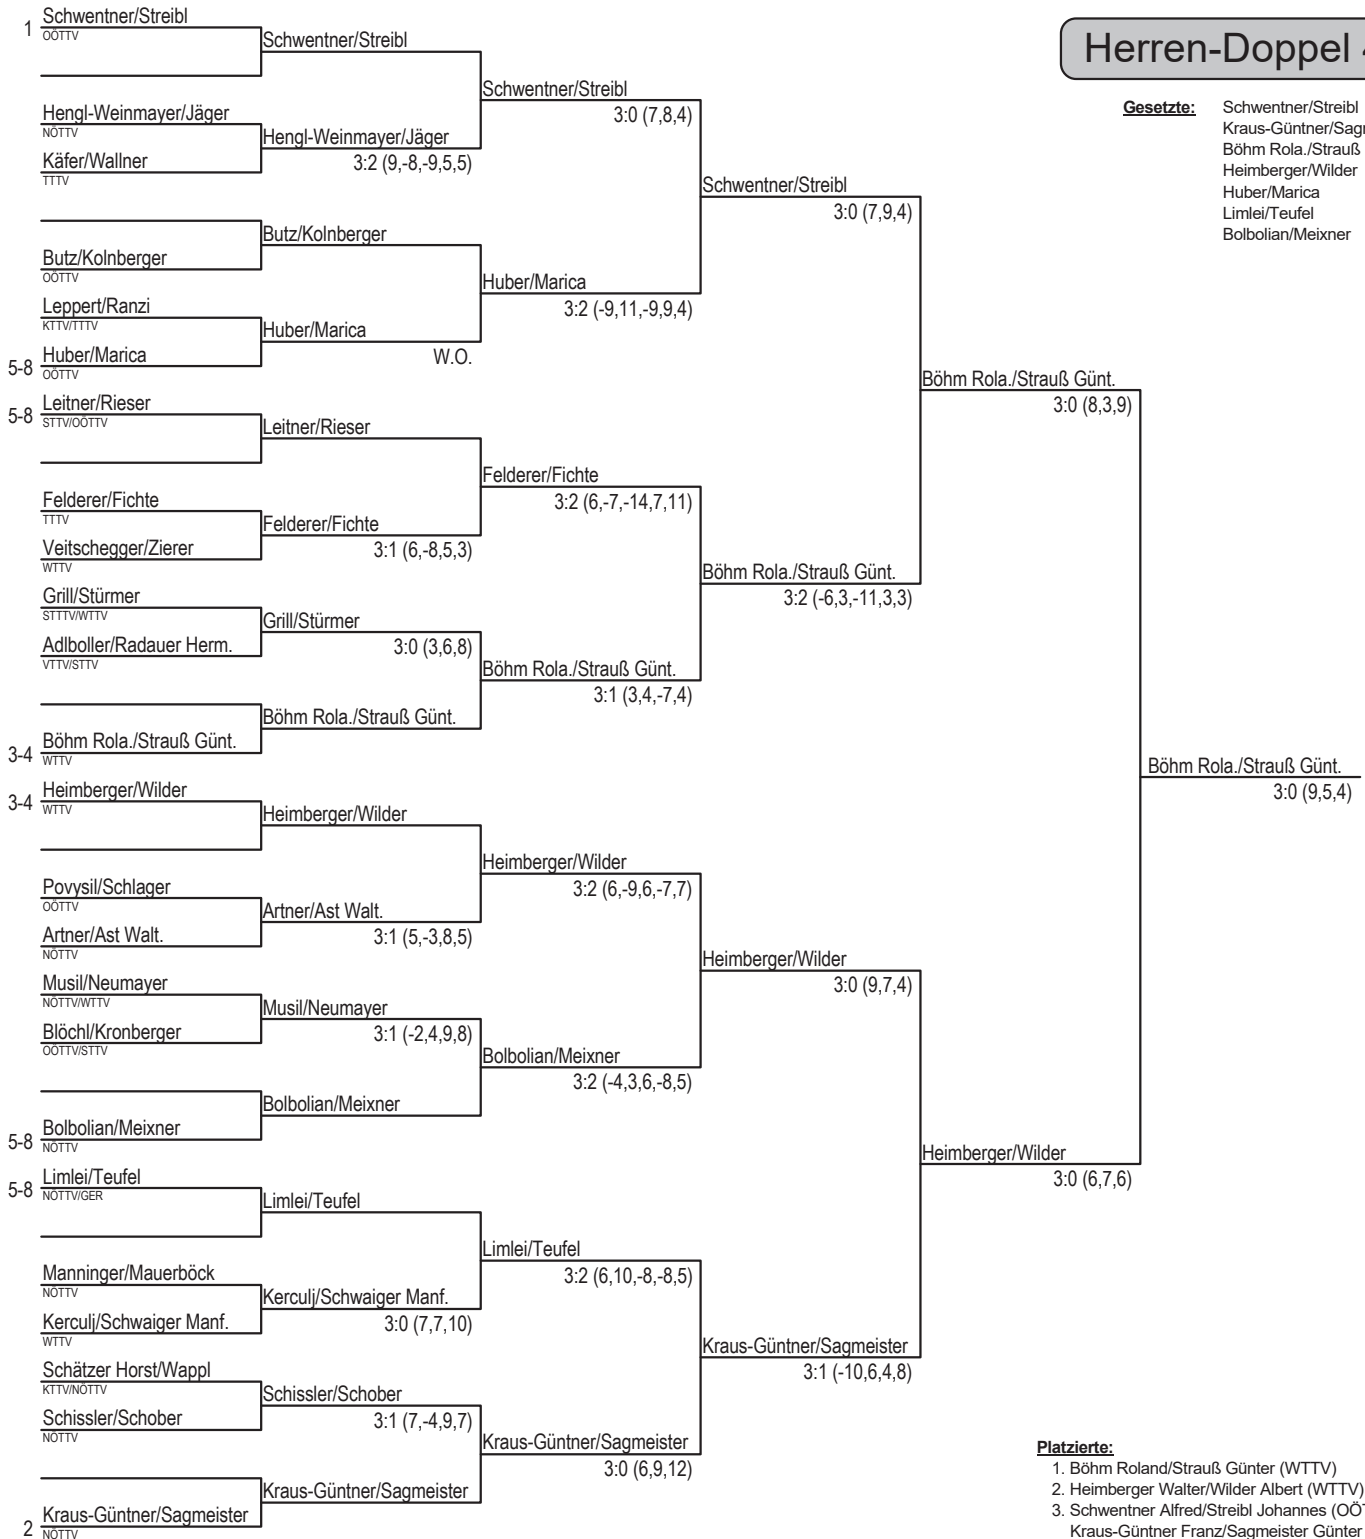 Herren-Doppel
Gesetzte: Schwentner/Streibl
Kraus-Güntner/Sagm
Böhm Rola./Strauß
Heimberger/Wilder
Huber/Marica
Limlei/Teufel
Bolbolian/Meixner
1 Schwentner/Streibl
OÖTTV
Hengl-Weinmayer/Jäger
NÖTTV
Käfer/Wallner
TTTV
Butz/Kolnberger
OÖTTV
Leppert/Ranzi
KTTV/TTTV
5-8 Huber/Marica
OÖTTV
5-8 Leitner/Rieser
STTV/OÖTTV
Felderer/Fichte
TTTV
Veitschegger/Zierer
WTTV
Grill/Stürmer
STTTV/WTTV
Adlboller/Radauer Herm.
VTTV/STTV
3-4 Böhm Rola./Strauß Günt.
WTTV
3-4 Heimberger/Wilder
WTTV
Povysil/Schlager
OÖTTV
Artner/Ast Walt.
NÖTTV
Musil/Neumayer
NÖTTV/WTTV
Blöchl/Kronberger
OÖTTV/STTV
5-8 Bolbolian/Meixner
NÖTTV
5-8 Limlei/Teufel
NÖTTV/GER
Manninger/Mauerböck
NÖTTV
Kerculj/Schwaiger Manf.
WTTV
Schätzer Horst/Wappl
KTTV/NÖTTV
Schissler/Schober
NÖTTV
2 Kraus-Güntner/Sagmeister
NÖTTV
Schwentner/Streibl
Hengl-Weinmayer/Jäger
3:2 (9,-8,-9,5,5)
Butz/Kolnberger
Huber/Marica
W.O.
Leitner/Rieser
Felderer/Fichte
3:1 (6,-8,5,3)
Grill/Stürmer
3:0 (3,6,8)
Böhm Rola./Strauß Günt.
Heimberger/Wilder
Artner/Ast Walt.
3:1 (5,-3,8,5)
Musil/Neumayer
3:1 (-2,4,9,8)
Bolbolian/Meixner
Limlei/Teufel
Kerculj/Schwaiger Manf.
3:0 (7,7,10)
Schissler/Schober
3:1 (7,-4,9,7)
Kraus-Güntner/Sagmeister
Schwentner/Streibl
3:0 (7,8,4)
Huber/Marica
3:2 (-9,11,-9,9,4)
Felderer/Fichte
3:2 (6,-7,-14,7,11)
Böhm Rola./Strauß Günt.
3:1 (3,4,-7,4)
Heimberger/Wilder
3:2 (6,-9,6,-7,7)
Bolbolian/Meixner
3:2 (-4,3,6,-8,5)
Limlei/Teufel
3:2 (6,10,-8,-8,5)
Kraus-Güntner/Sagmeister
3:0 (6,9,12)
Schwentner/Streibl
3:0 (7,9,4)
Böhm Rola./Strauß Günt.
3:2 (-6,3,-11,3,3)
Heimberger/Wilder
3:0 (9,7,4)
Kraus-Güntner/Sagmeister
3:1 (-10,6,4,8)
Böhm Rola./Strauß Günt.
3:0 (8,3,9)
Heimberger/Wilder
3:0 (6,7,6)
Böhm Rola./Strauß Günt.
3:0 (9,5,4)
Platzierte:
1. Böhm Roland/Strauß Günter (WTTV)
2. Heimberger Walter/Wilder Albert (WTTV)
3. Schwentner Alfred/Streibl Johannes (OÖT
Kraus-Güntner Franz/Sagmeister Günter